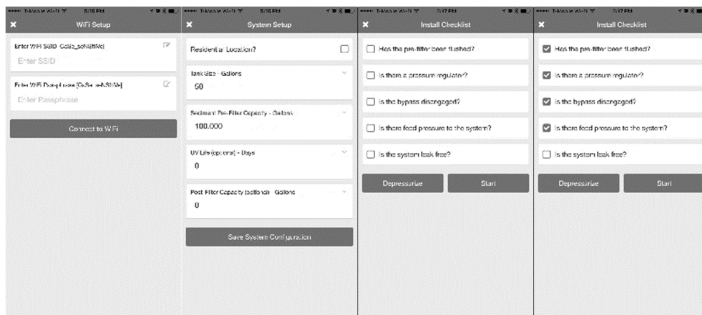 WiFi Setup
Enter WiFi SSID
Enter SSID
Enter WiFi Passphrase
Enter Passphrase
Connect to WiFi
System Setup
Residential Location?
Tank Size - Gallons
50
Sediment Pre-Filter Capacity - Gallons
100,000
UV Life (optional) - Days
0
Post-Filter Capacity (optional) - Gallons
0
Save System Configuration
Install Checklist
Has the pre-filter been flushed?
Is there a pressure regulator?
Is the bypass disengaged?
Is there feed pressure to the system?
Is the system leak free?
Depressurize
Start
Install Checklist
Has the pre-filter been flushed?
Is there a pressure regulator?
Is the bypass disengaged?
Is there feed pressure to the system?
Is the system leak free?
Depressurize
Start